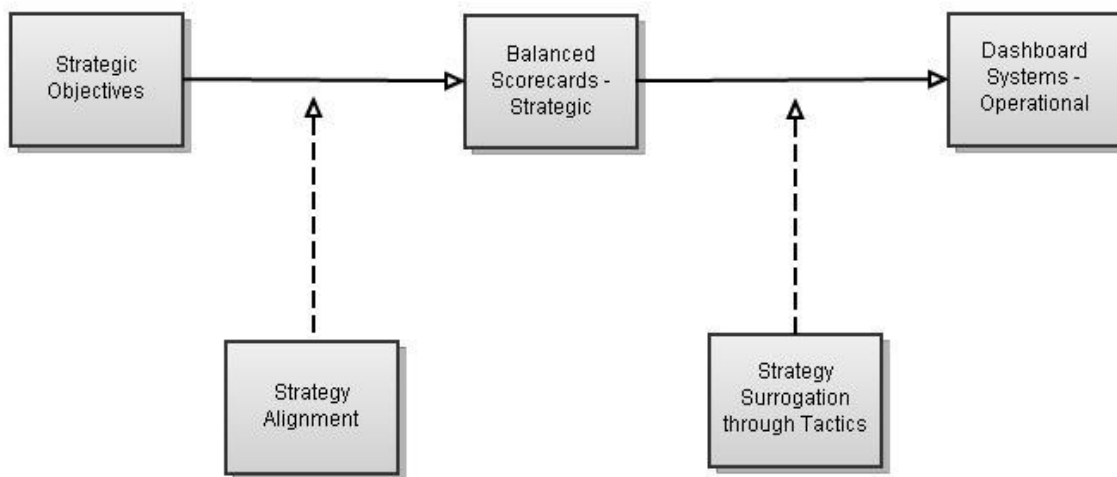 Strategic
Objectives
Balanced
Scorecards -
Strategic
Dashboard
Systems -
Operational
Strategy
Alignment
Strategy
Surrogation
through Tactics